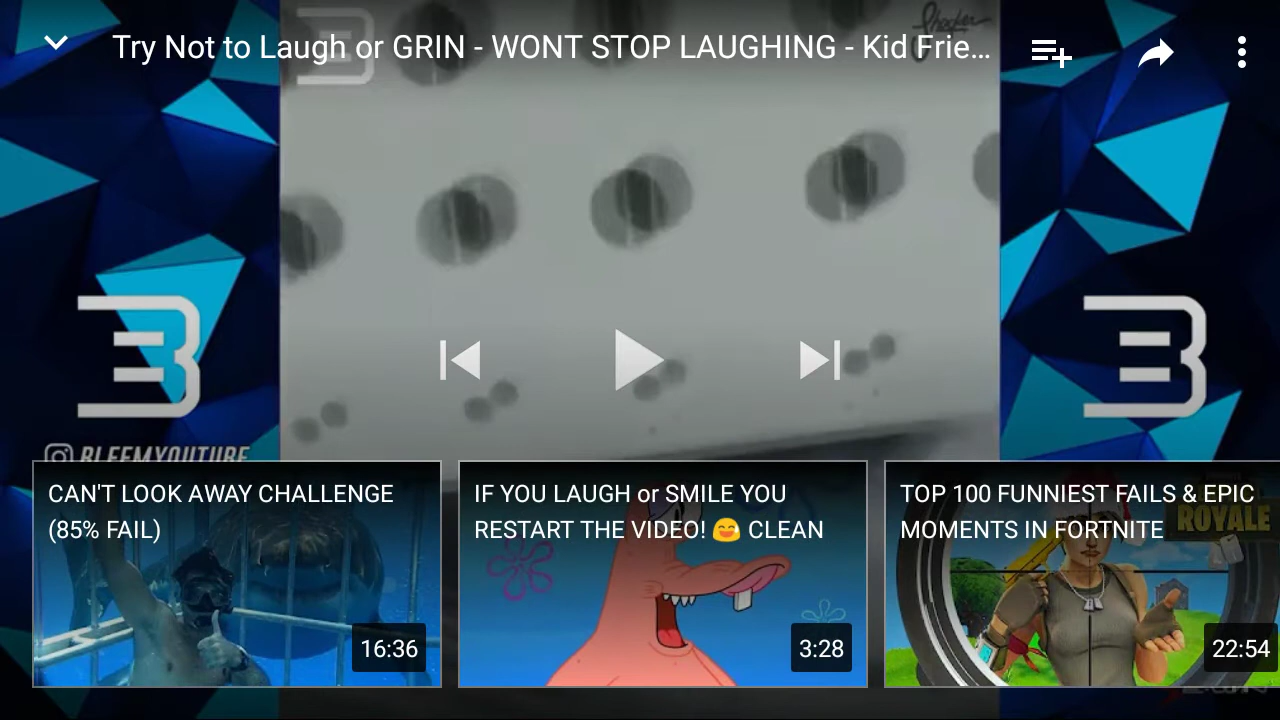 Try Not to Laugh or GRIN - WONT STOP LAUGHING - Kid Frie...
Shocker
BLEEMYOUTUBE
CAN'T LOOK AWAY CHALLENGE
(85% FAIL)
16:36
IF YOU LAUGH or SMILE YOU
RESTART THE VIDEO! 😅 CLEAN
3:28
TOP 100 FUNNIEST FAILS & EPIC
MOMENTS IN FORTNITE
ROYALE
22:54